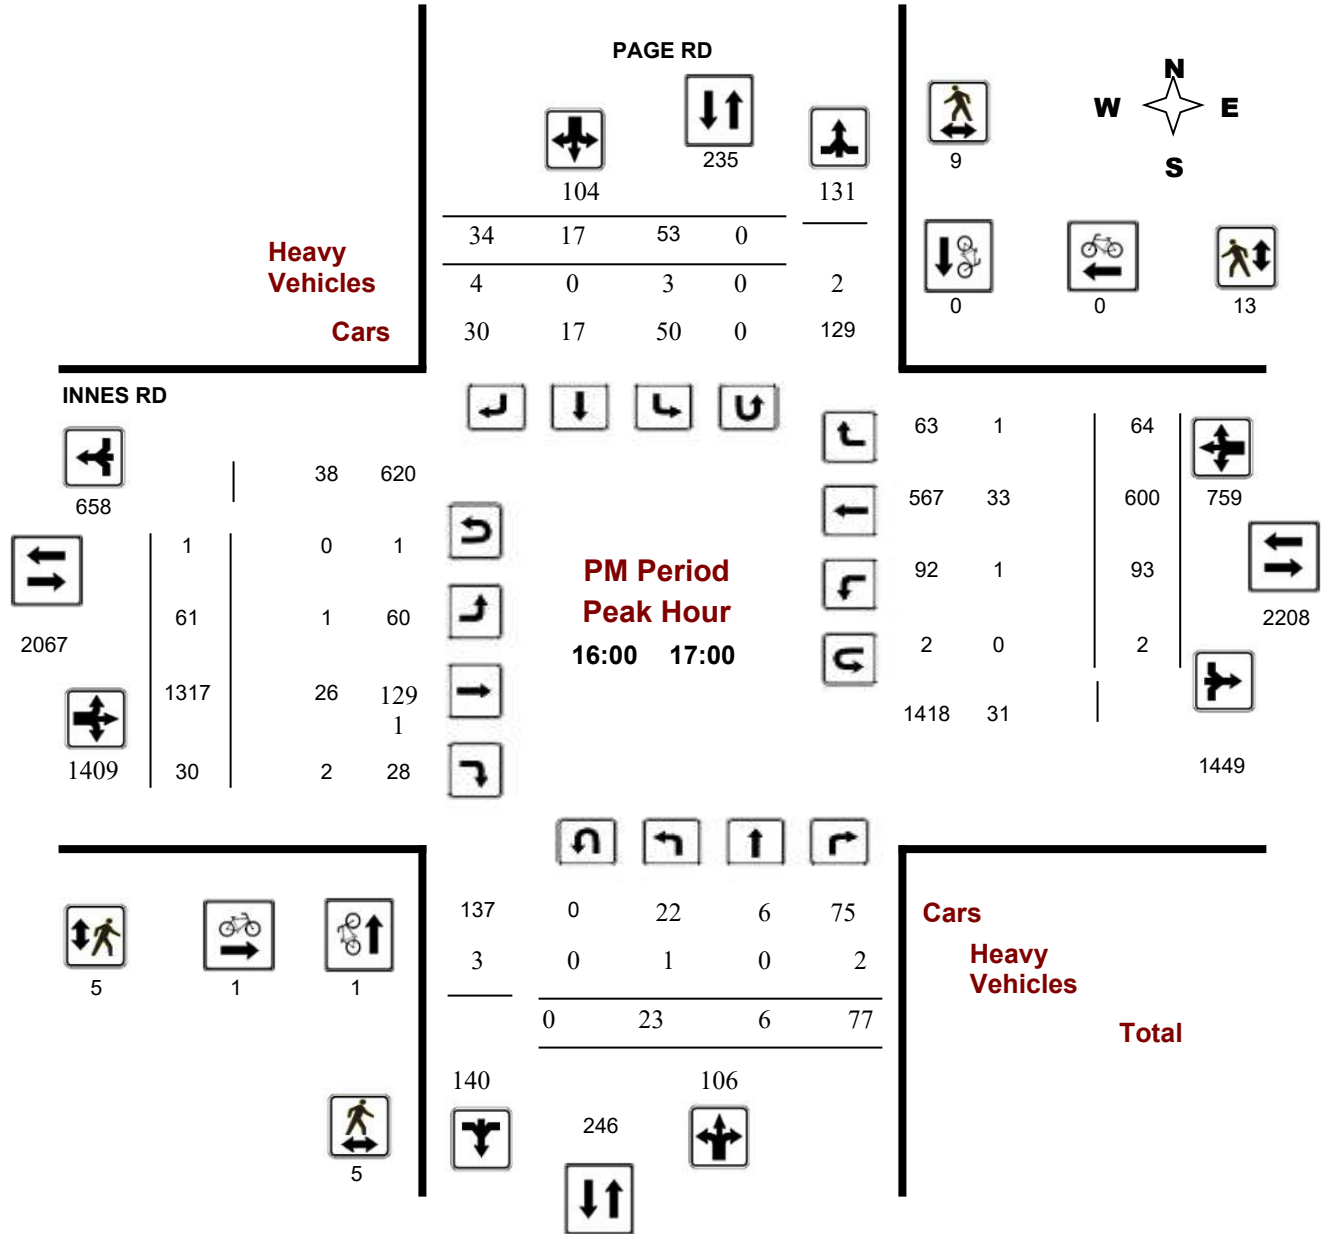 PAGE RD
N
W E
S
235
9
104 131
34 17 53 0
Heavy
Vehicles
4 0 3 0 2
0 0 13
Cars 30 17 50 0 129
INNES RD
63 1 64
38 620
658
567 33 600 759
1 0 1
PM Period
92 1 93
61 1 60
Peak Hour
2208
2067
16:00 17:00
2 0 2
1317 26 129
1
1418 31
1409 30 2 28
1449
137 0 22 6 75 Cars
3 0 1 0 2 Heavy
Vehicles
5 1 1
0 23 6 77
Total
140 106
246
5